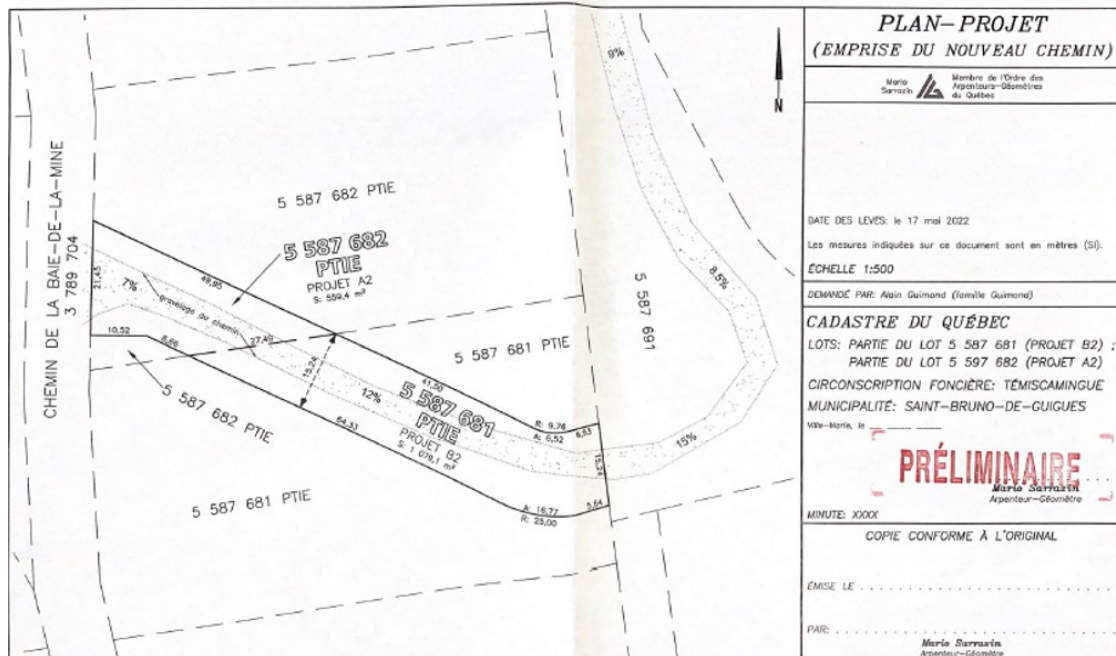 PLAN-PROJET
(EMPRISE DU NOUVEAU CHEMIN)
Mario
Sarrazin
Membre de l'Ordre des
Arpenteurs-Géomètres
du Québec
DATE DES LEVÉS: le 17 mai 2022
Les mesures indiquées sur ce document sont en mètres (SI).
ÉCHELLE 1:500
DEMANDÉ PAR: Alain Guimond (famille Guimond)
CADASTRE DU QUÉBEC
LOTS: PARTIE DU LOT 5 587 681 (PROJET B2) ;
PARTIE DU LOT 5 597 682 (PROJET A2)
CIRCONSCRIPTION FONCIÈRE: TÉMISCAMINGUE
MUNICIPALITÉ: SAINT-BRUNO-DE-GUIGUES
Ville-Marie, le
PRÉLIMINAIRE
Mario Sarrazin
Arpenteur-Géomètre
MINUTE: XXXX
COPIE CONFORME À L'ORIGINAL
ÉMISE LE
PAR:
Mario Sarrazin
Arpenteur-Géomètre
N
9%
8.5%
15%
5 587 691
CHEMIN DE LA BAIE-DE-LA-MINE
3 789 704
5 587 682 PTIE
5 587 682
PTIE
PROJET A2
S: 559,4 m²
49,95
21,45
7%
gravelage du chemin
27,49
10,52
8,66
15,24
12%
5 587 681 PTIE
41,50
5 587 681
PTIE
PROJET B2
S: 1 079,1 m²
R: 9,76
A: 6,52
6,53
15,27
64,33
5,64
A: 16,77
R: 25,00
5 587 682 PTIE
5 587 681 PTIE